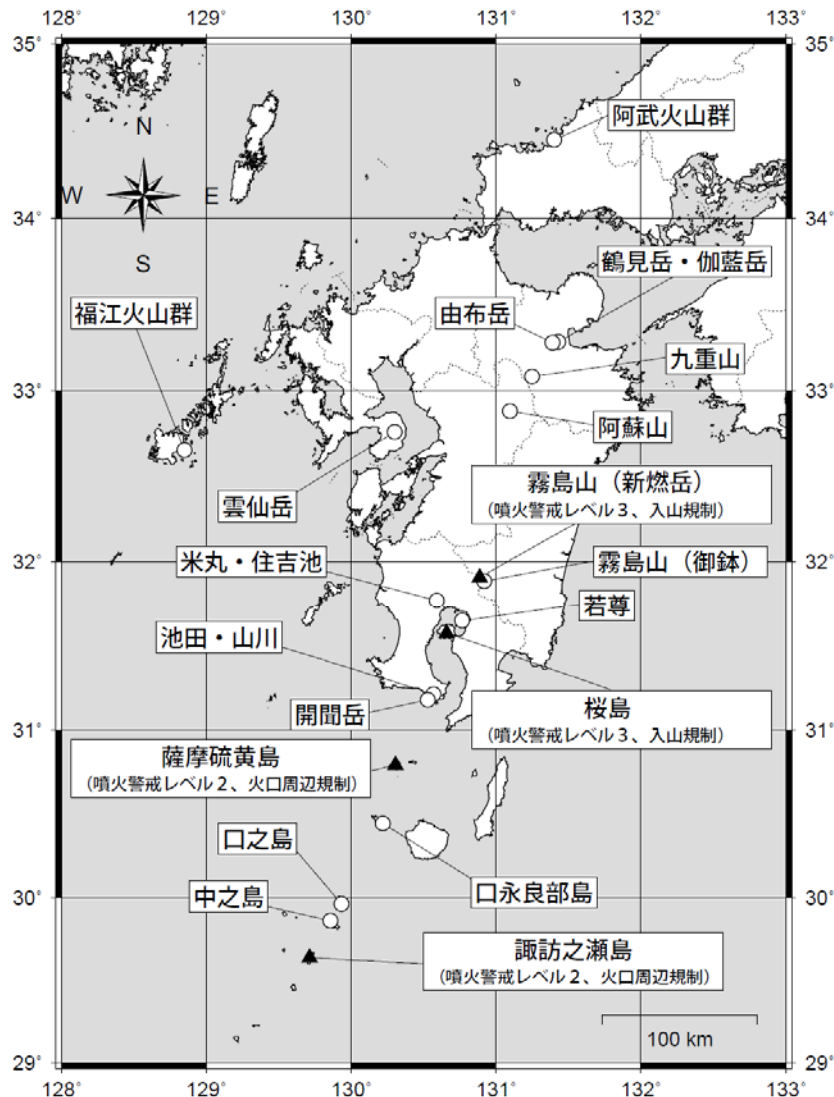 128° 129° 130° 131° 132° 133°
35° 35°
阿武火山群
N
W E
S
34° 34°
鶴見岳・伽藍岳
福江火山群
由布岳
九重山
33° 33°
阿蘇山
霧島山（新燃岳）
（噴火警戒レベル３、入山規制）
雲仙岳
32° 32°
米丸・住吉池
霧島山（御鉢）
若尊
池田・山川
桜島
（噴火警戒レベル３、入山規制）
開聞岳
31° 31°
薩摩硫黄島
（噴火警戒レベル２、火口周辺規制）
口之島
中之島
口永良部島
30° 30°
諏訪之瀬島
（噴火警戒レベル２、火口周辺規制）
100 km
29° 29°
128° 129° 130° 131° 132° 133°